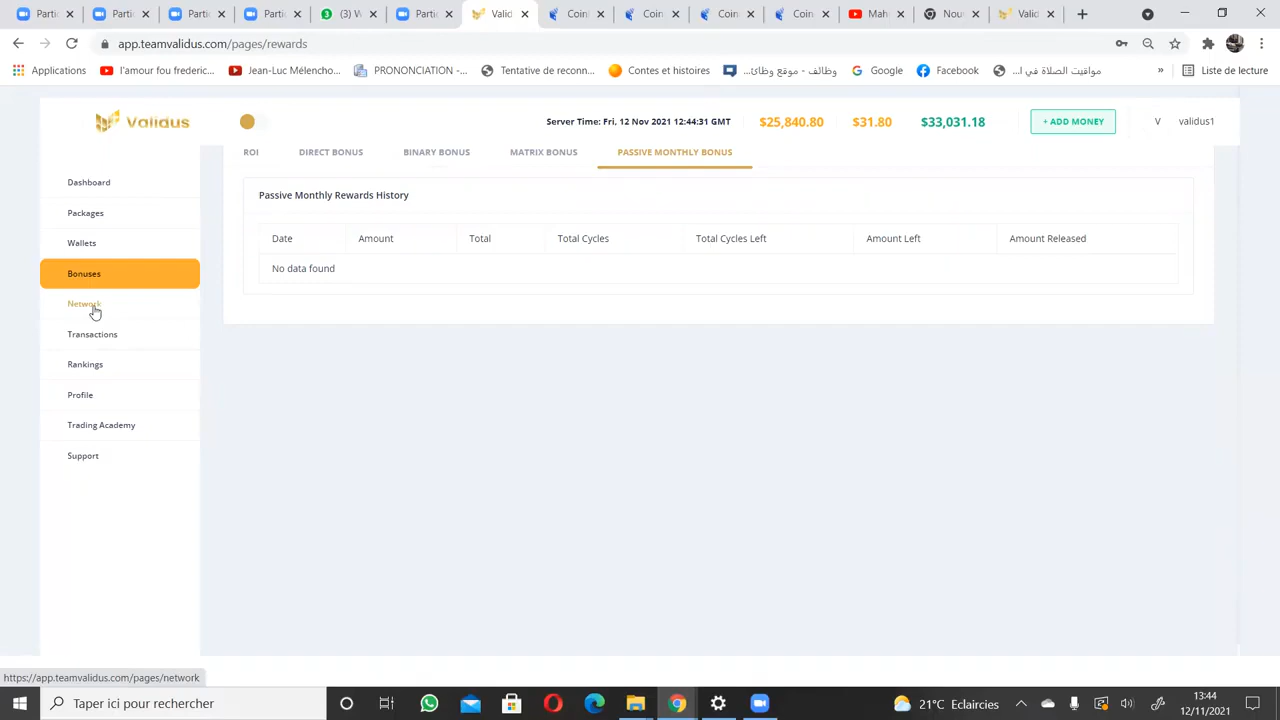 Partic
Partic
Partic
(3) W
Partic
Valid
Coin
Coin
Coin
Coin
Mah
Nou
Valid
app.teamvalidus.com/pages/rewards
Applications
l'amour fou frederic...
Jean-Luc Mélencho...
PRONONCIATION -...
Tentative de reconn...
Contes et histoires
وظائف - موقع وظائ...
Google
Facebook
مواقيت الصلاة في ا...
»
Liste de lecture
Validus
Server Time: Fri, 12 Nov 2021 12:44:31 GMT
$25,840.80
$31.80
$33,031.18
+ ADD MONEY
V
validus1
ROI
DIRECT BONUS
BINARY BONUS
MATRIX BONUS
PASSIVE MONTHLY BONUS
Dashboard
Packages
Wallets
Bonuses
Network
Transactions
Rankings
Profile
Trading Academy
Support
Passive Monthly Rewards History
Date Amount Total Total Cycles Total Cycles Left Amount Left Amount Released
No data found
https://app.teamvalidus.com/pages/network
Taper ici pour rechercher
21°C Eclaircies
13:44
12/11/2021